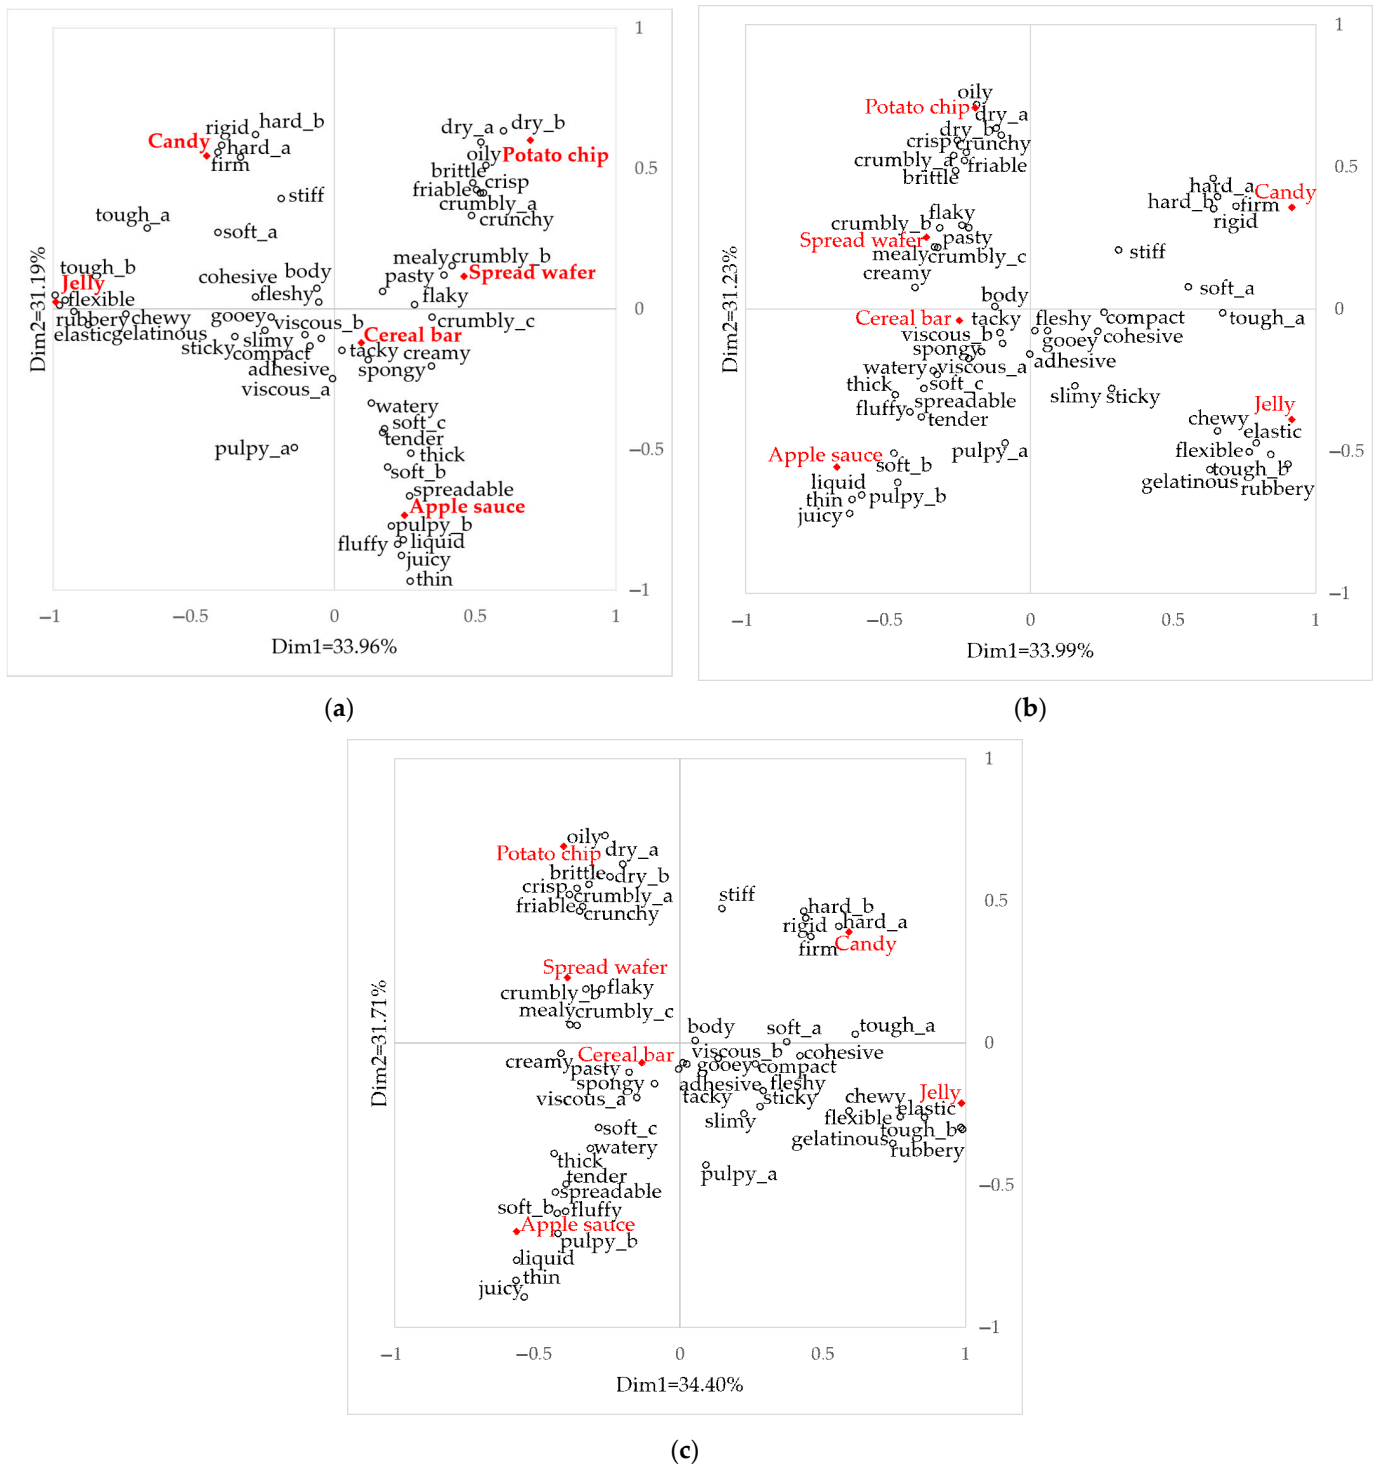 1
rigid hard_b
Candy
hard_a
firm
dry_a dry_b
oily Potato chip
brittle
crisp
friable
crumbly_a
crunchy
0.5
stiff
tough_a
soft_a
mealy crumbly_b
tough_b
Jelly
cohesive body
pasty
Spread wafer
flexible
fleshy
flaky
0
rubbery chewy
gooey
viscous_b
crumbly_c
elastic gelatinous
Cereal bar
sticky slimy
compact
tacky creamy
adhesive
spongy
viscous_a
watery
soft_c
tender
pulpy_a
thick
−0.5
soft_b
spreadable
Apple sauce
pulpy_b
fluffy liquid
juicy
thin
−1
−1 −0.5 0 0.5 1
Dim1=33.96%
Dim2=31.19%
(a)
1
oily
Potato chip
dry_a
dry_b
crisp crunchy
crumbly_a friable
brittle
0.5
hard_a
Candy
hard_b firm
rigid
flaky
crumbly_b
Spread wafer pasty
mealy crumbly_c
creamy
stiff
soft_a
body
0
Cereal bar tacky
fleshy compact
tough_a
viscous_b
gooey cohesive
spongy
adhesive
watery viscous_a
thick soft_c
slimy sticky
spreadable
fluffy tender
Jelly
chewy
elastic
pulpy_a
flexible
−0.5
Apple sauce
soft_b
tough_b
liquid
gelatinous rubbery
thin pulpy_b
juicy
−1
−1 −0.5 0 0.5 1
Dim1=33.99%
Dim2=31.23%
(b)
1
oily
Potato chip dry_a
brittle dry_b
crisp crumbly_a
friable crunchy
0.5
stiff
hard_b
rigid hard_a
firm Candy
Spread wafer
crumbly_b flaky
mealy crumbly_c
body soft_a tough_a
0
creamy Cereal bar viscous_b cohesive
pasty gooey compact
spongy adhesive fleshy
viscous_a tacky sticky
chewy Jelly
elastic
slimy flexible
soft_c
tough_b
watery
gelatinous rubbery
thick
pulpy_a
tender
−0.5
spreadable
soft_b fluffy
Apple sauce
pulpy_b
liquid
thin
juicy
−1
−1 −0.5 0 0.5 1
Dim1=34.40%
Dim2=31.71%
(c)